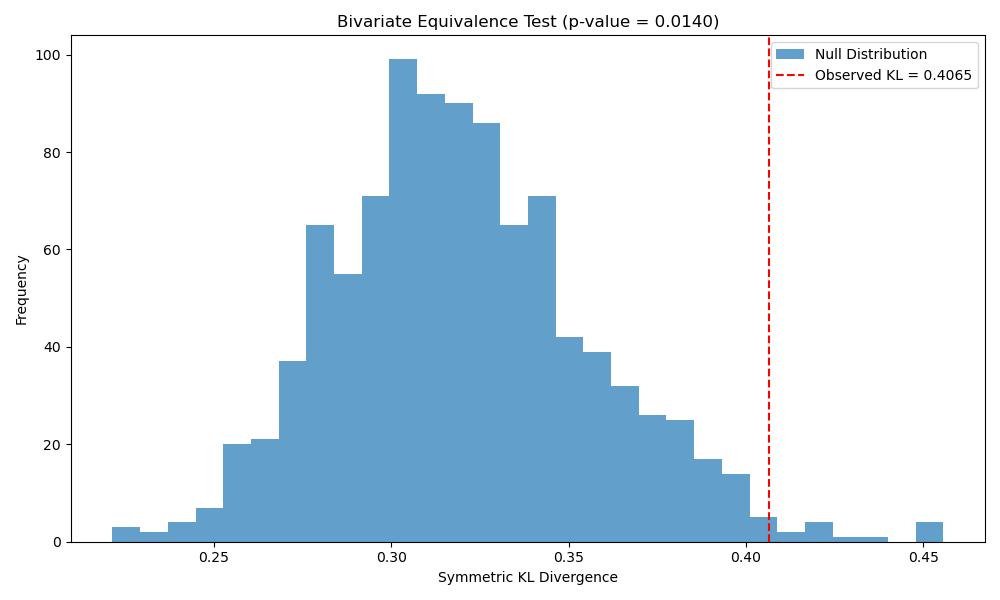 Bivariate Equivalence Test (p-value = 0.0140)
Null Distribution
Observed KL = 0.4065
Frequency
100
80
60
40
20
0
0.25
0.30
0.35
0.40
0.45
Symmetric KL Divergence